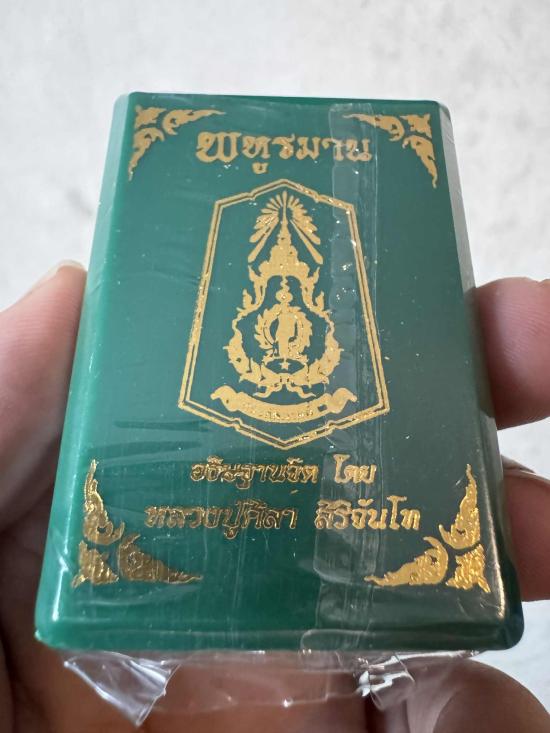 พหูรมาน
อธิษฐานจิต โดย
หลวงปู่ศิลา สิริจันโท